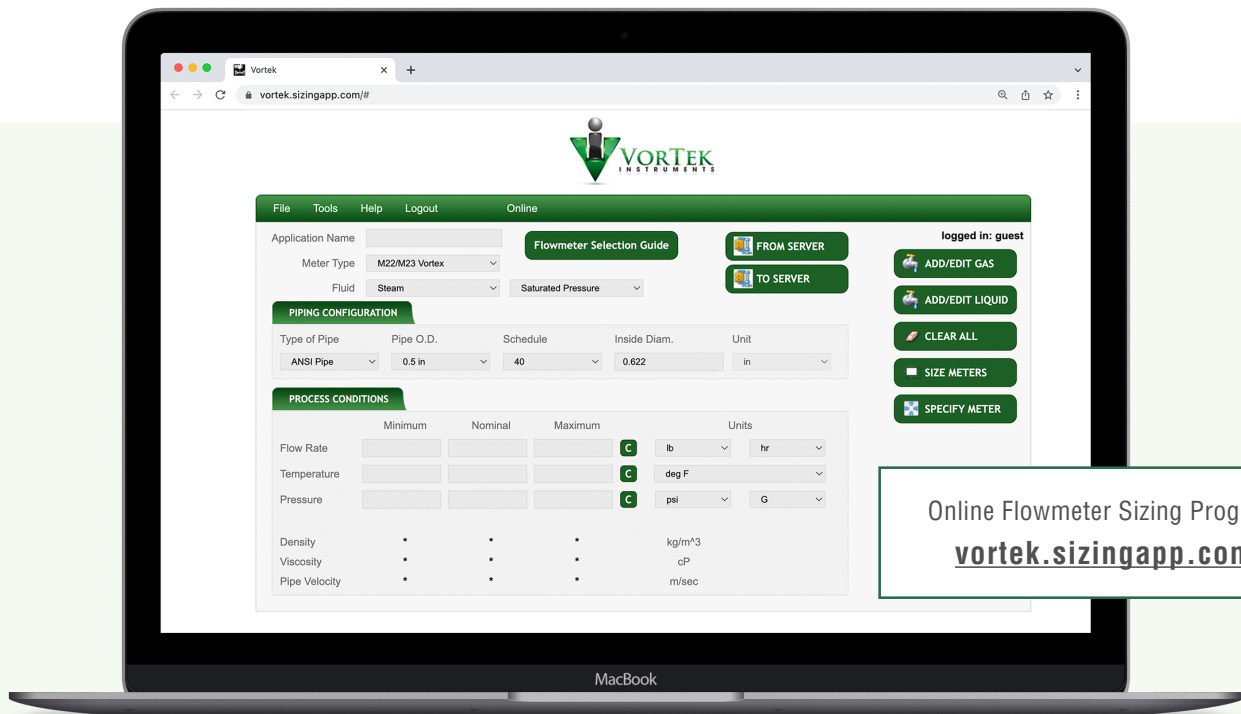 Vortek
vortek.sizingapp.com/#
VORTEK
INSTRUMENTS
File Tools Help Logout Online
Application Name Flowmeter Selection Guide FROM SERVER logged in: guest
Meter Type M22/M23 Vortex TO SERVER ADD/EDIT GAS
Fluid Steam Saturated Pressure ADD/EDIT LIQUID
PIPING CONFIGURATION
Type of Pipe Pipe O.D. Schedule Inside Diam. Unit CLEAR ALL
ANSI Pipe 0.5 in 40 0.622 in
SIZE METERS
PROCESS CONDITIONS SPECIFY METER
Minimum Nominal Maximum Units
Flow Rate C lb hr
Temperature C deg F
Pressure C psi G
Density * * * kg/m^3
Viscosity * * * cP
Pipe Velocity * * * m/sec
Online Flowmeter Sizing Prog
vortek.sizingapp.com
MacBook